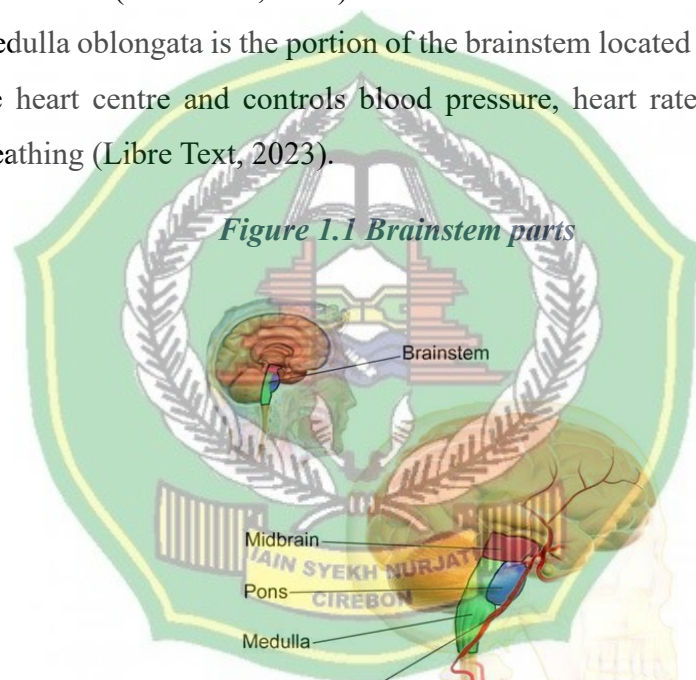 edulla oblongata is the portion of the brainstem located
e heart centre and controls blood pressure, heart rate
eathing (Libre Text, 2023).
Figure 1.1 Brainstem parts
Brainstem
Midbrain
Pons
Medulla
IAIN SYEKH NURJATI
CIREBON